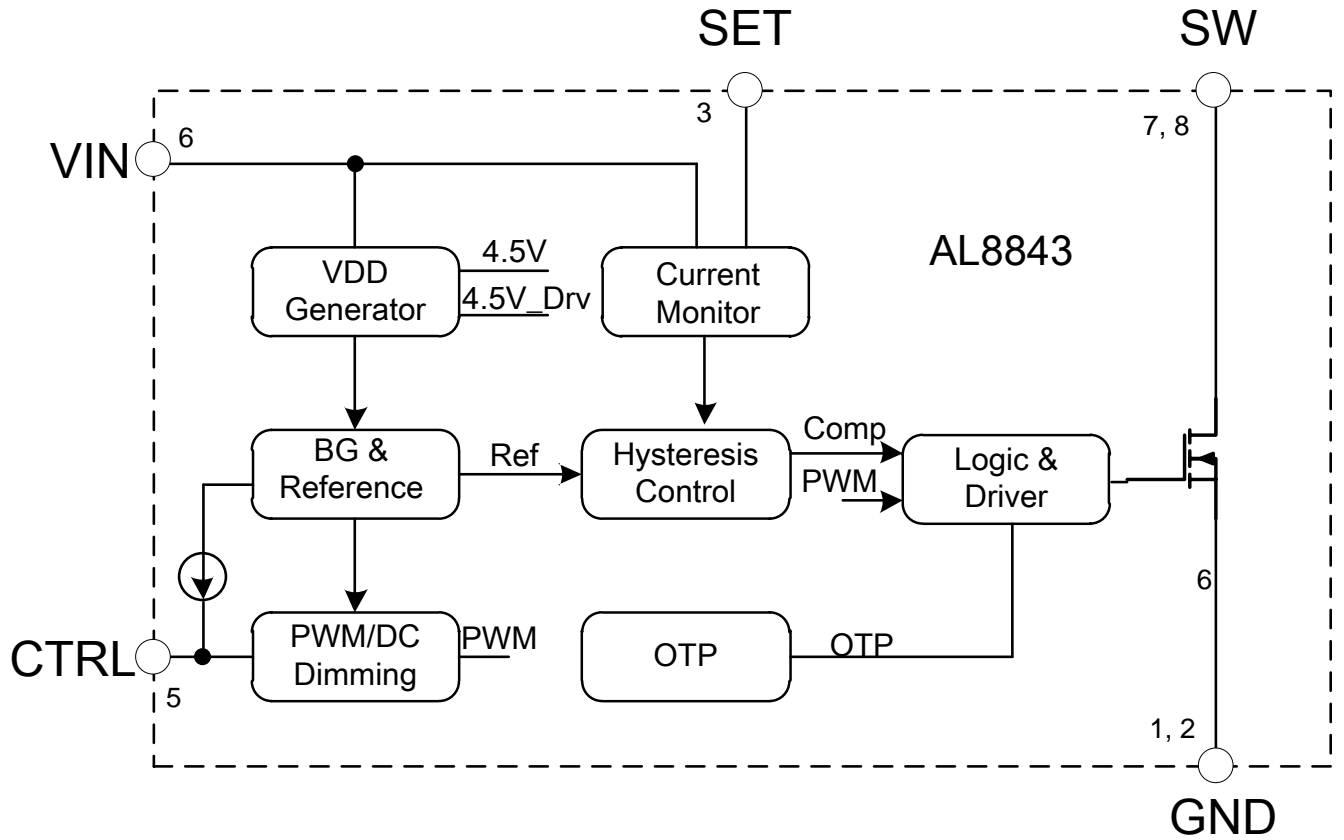 SET
SW
3
7, 8
VIN
6
AL8843
VDD
Generator
4.5V
4.5V_Drv
Current
Monitor
BG &
Reference
Ref
Hysteresis
Control
Comp
PWM
Logic &
Driver
6
CTRL
5
PWM/DC
Dimming
PWM
OTP
OTP
1, 2
GND